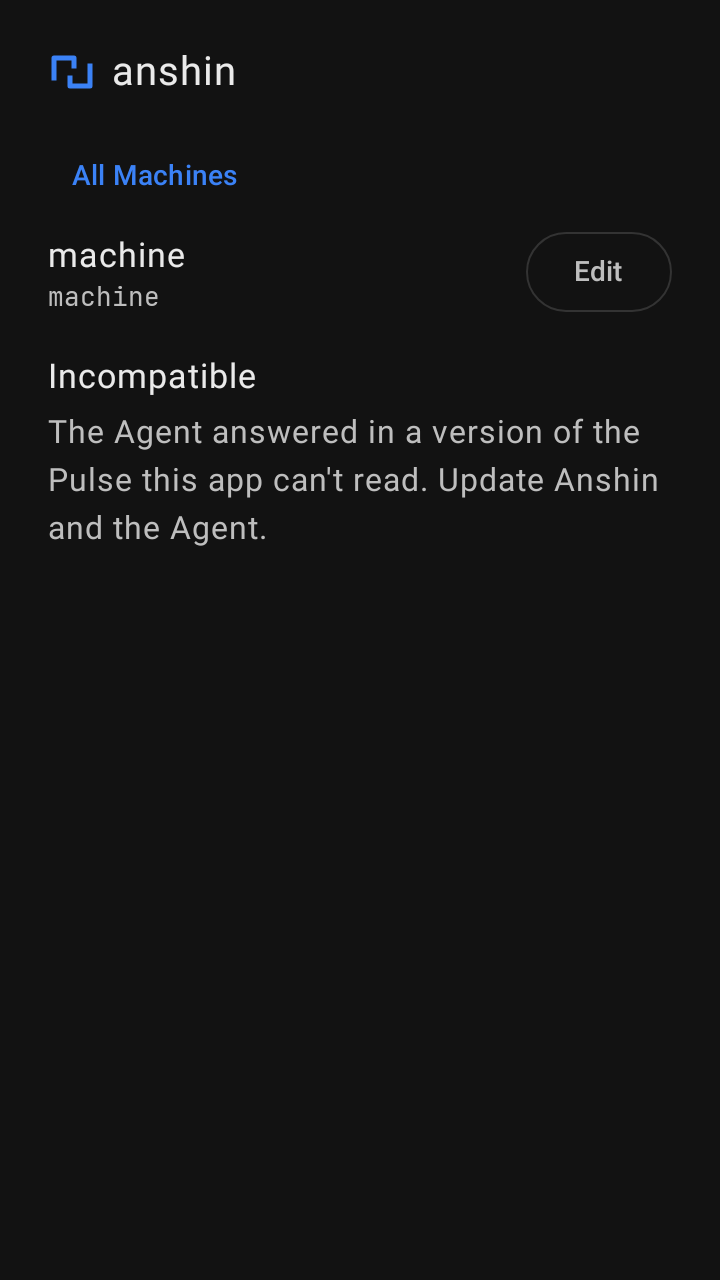 anshin
All Machines
machine
machine
Edit
Incompatible
The Agent answered in a version of the
Pulse this app can't read. Update Anshin
and the Agent.